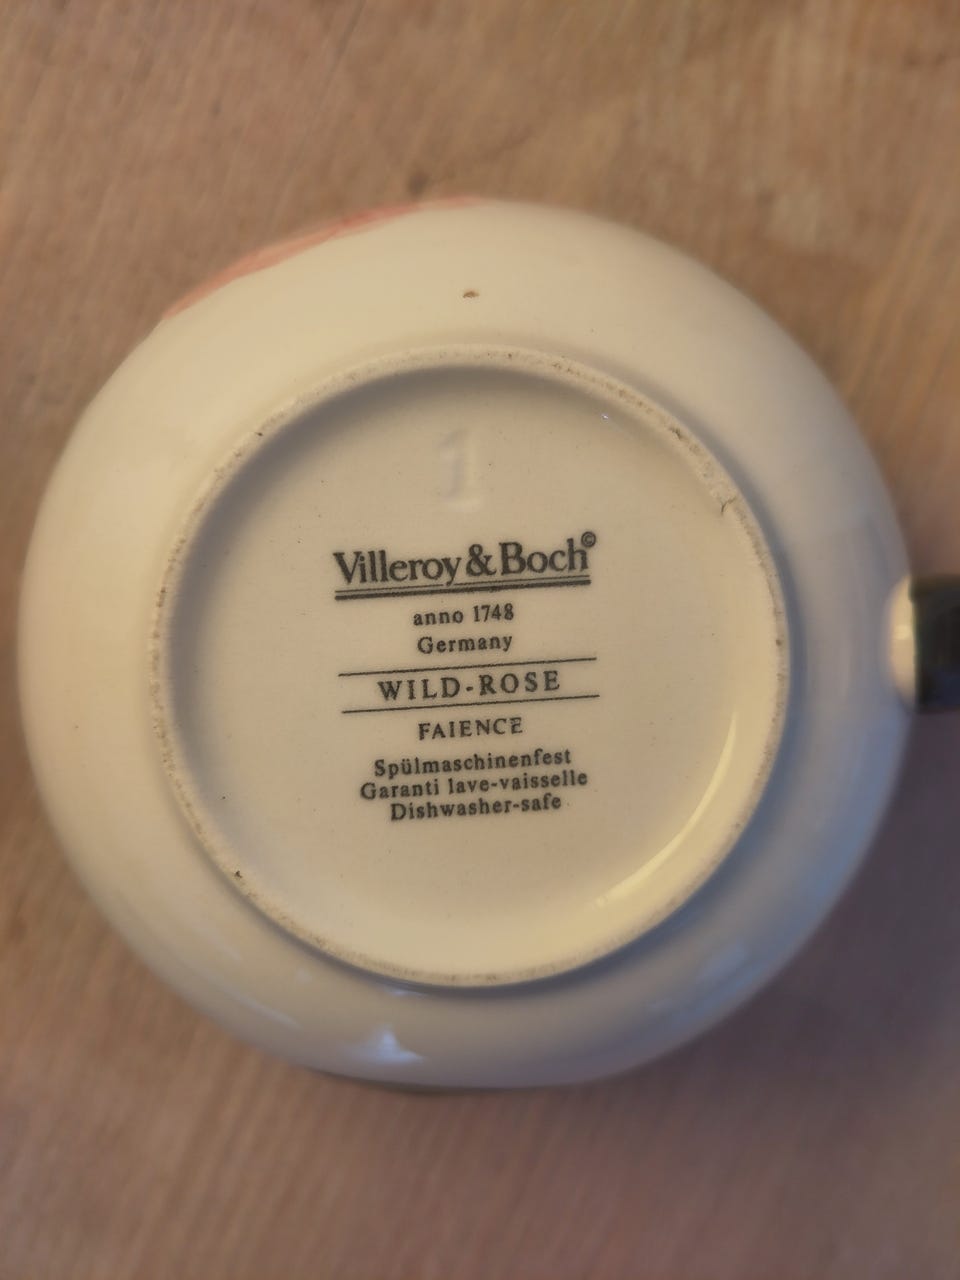 1
Villeroy & Boch©
anno 1748
Germany
WILD-ROSE
FAIENCE
Spülmaschinenfest
Garanti lave-vaisselle
Dishwasher-safe